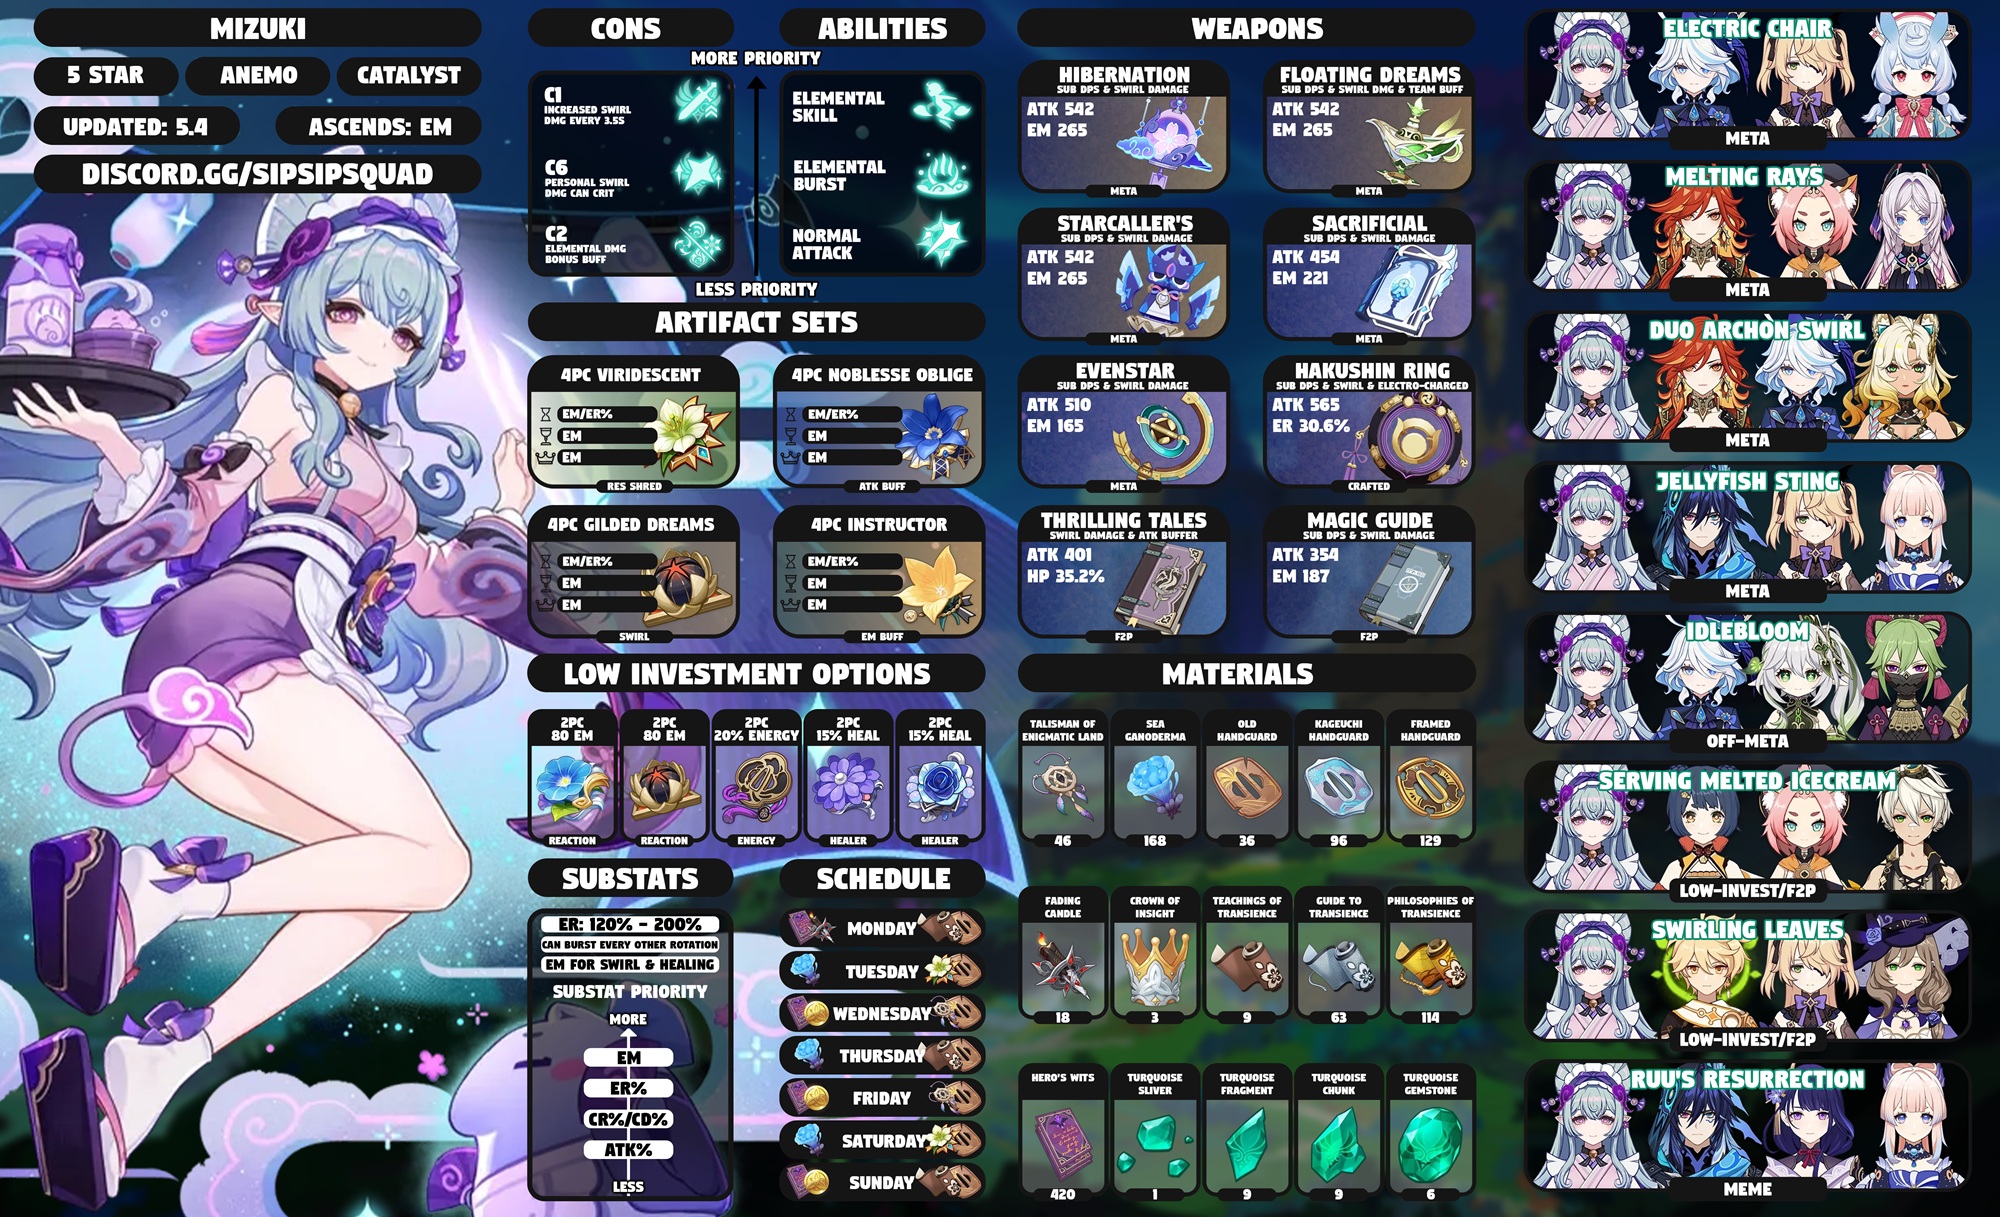 MIZUKI
5 STAR
ANEMO
CATALYST
UPDATED: 5.4
ASCENDS: EM
DISCORD.GG/SIPSIPSQUAD
CONS
ABILITIES
MORE PRIORITY
C1
INCREASED SWIRL
DMG EVERY 3.5S
C6
PERSONAL SWIRL
DMG CAN CRIT
C2
ELEMENTAL DMG
BONUS BUFF
ELEMENTAL
SKILL
ELEMENTAL
BURST
NORMAL
ATTACK
LESS PRIORITY
ARTIFACT SETS
4PC VIRIDESCENT
EM/ER%
EM
EM
RES SHRED
4PC NOBLESSE OBLIGE
EM/ER%
EM
EM
ATK BUFF
4PC GILDED DREAMS
EM/ER%
EM
EM
SWIRL
4PC INSTRUCTOR
EM/ER%
EM
EM
EM BUFF
LOW INVESTMENT OPTIONS
2PC
80 EM
REACTION
2PC
80 EM
REACTION
2PC
20% ENERGY
ENERGY
2PC
15% HEAL
HEALER
2PC
15% HEAL
HEALER
SUBSTATS
ER: 120% - 200%
CAN BURST EVERY OTHER ROTATION
EM FOR SWIRL & HEALING
SUBSTAT PRIORITY
MORE
EM
ER%
CR%/CD%
ATK%
LESS
SCHEDULE
MONDAY
TUESDAY
WEDNESDAY
THURSDAY
FRIDAY
SATURDAY
SUNDAY
WEAPONS
HIBERNATION
SUB DPS & SWIRL DAMAGE
ATK 542
EM 265
META
FLOATING DREAMS
SUB DPS & SWIRL DMG & TEAM BUFF
ATK 542
EM 265
META
STARCALLER'S
SUB DPS & SWIRL DAMAGE
ATK 542
EM 265
META
SACRIFICIAL
SUB DPS & SWIRL DAMAGE
ATK 454
EM 221
META
EVENSTAR
SUB DPS & SWIRL DAMAGE
ATK 510
EM 165
META
HAKUSHIN RING
SUB DPS & SWIRL & ELECTRO-CHARGED
ATK 565
ER 30.6%
CRAFTED
THRILLING TALES
SWIRL DAMAGE & ATK BUFFER
ATK 401
HP 35.2%
F2P
MAGIC GUIDE
SUB DPS & SWIRL DAMAGE
ATK 354
EM 187
F2P
MATERIALS
TALISMAN OF
ENIGMATIC LAND
46
SEA
GANODERMA
168
OLD
HANDGUARD
36
KAGEUCHI
HANDGUARD
96
FRAMED
HANDGUARD
129
FADING
CANDLE
18
CROWN OF
INSIGHT
3
TEACHINGS OF
TRANSIENCE
9
GUIDE TO
TRANSIENCE
63
PHILOSOPHIES OF
TRANSIENCE
114
HERO'S WITS
420
TURQUOISE
SLIVER
1
TURQUOISE
FRAGMENT
9
TURQUOISE
CHUNK
9
TURQUOISE
GEMSTONE
6
ELECTRIC CHAIR
META
MELTING RAYS
META
DUO ARCHON SWIRL
META
JELLYFISH STING
META
IDLEBLOOM
OFF-META
SERVING MELTED ICECREAM
LOW-INVEST/F2P
SWIRLING LEAVES
LOW-INVEST/F2P
RUU'S RESURRECTION
MEME